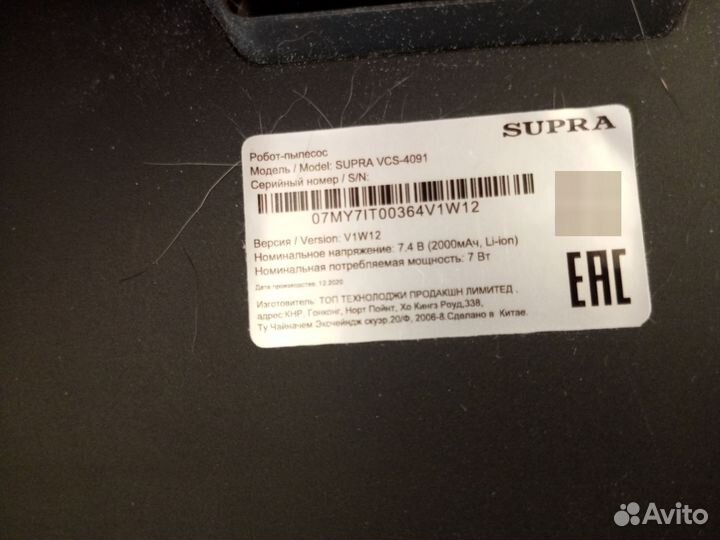 SUPRA
Робот-пылесос
Модель / Model: SUPRA VCS-4091
Серийный номер / S/N:
07MY7IT00364V1W12
Версия / Version: V1W12
Номинальное напряжение: 7.4 В (2000мАч, Li-ion)
Номинальная потребляемая мощность: 7 Вт
Дата производства: 12.2020
Изготовитель: ТОП ТЕХНОЛОДЖИ ПРОДАКШН ЛИМИТЕД ,
адрес:КНР, Гонконг, Норт Пойнт, Хо Кингз Роуд,338,
Ту Чайначем Эксчейндж скуэр.20/Ф, 2006-8.Сделано в Китае.
EAC
Avito